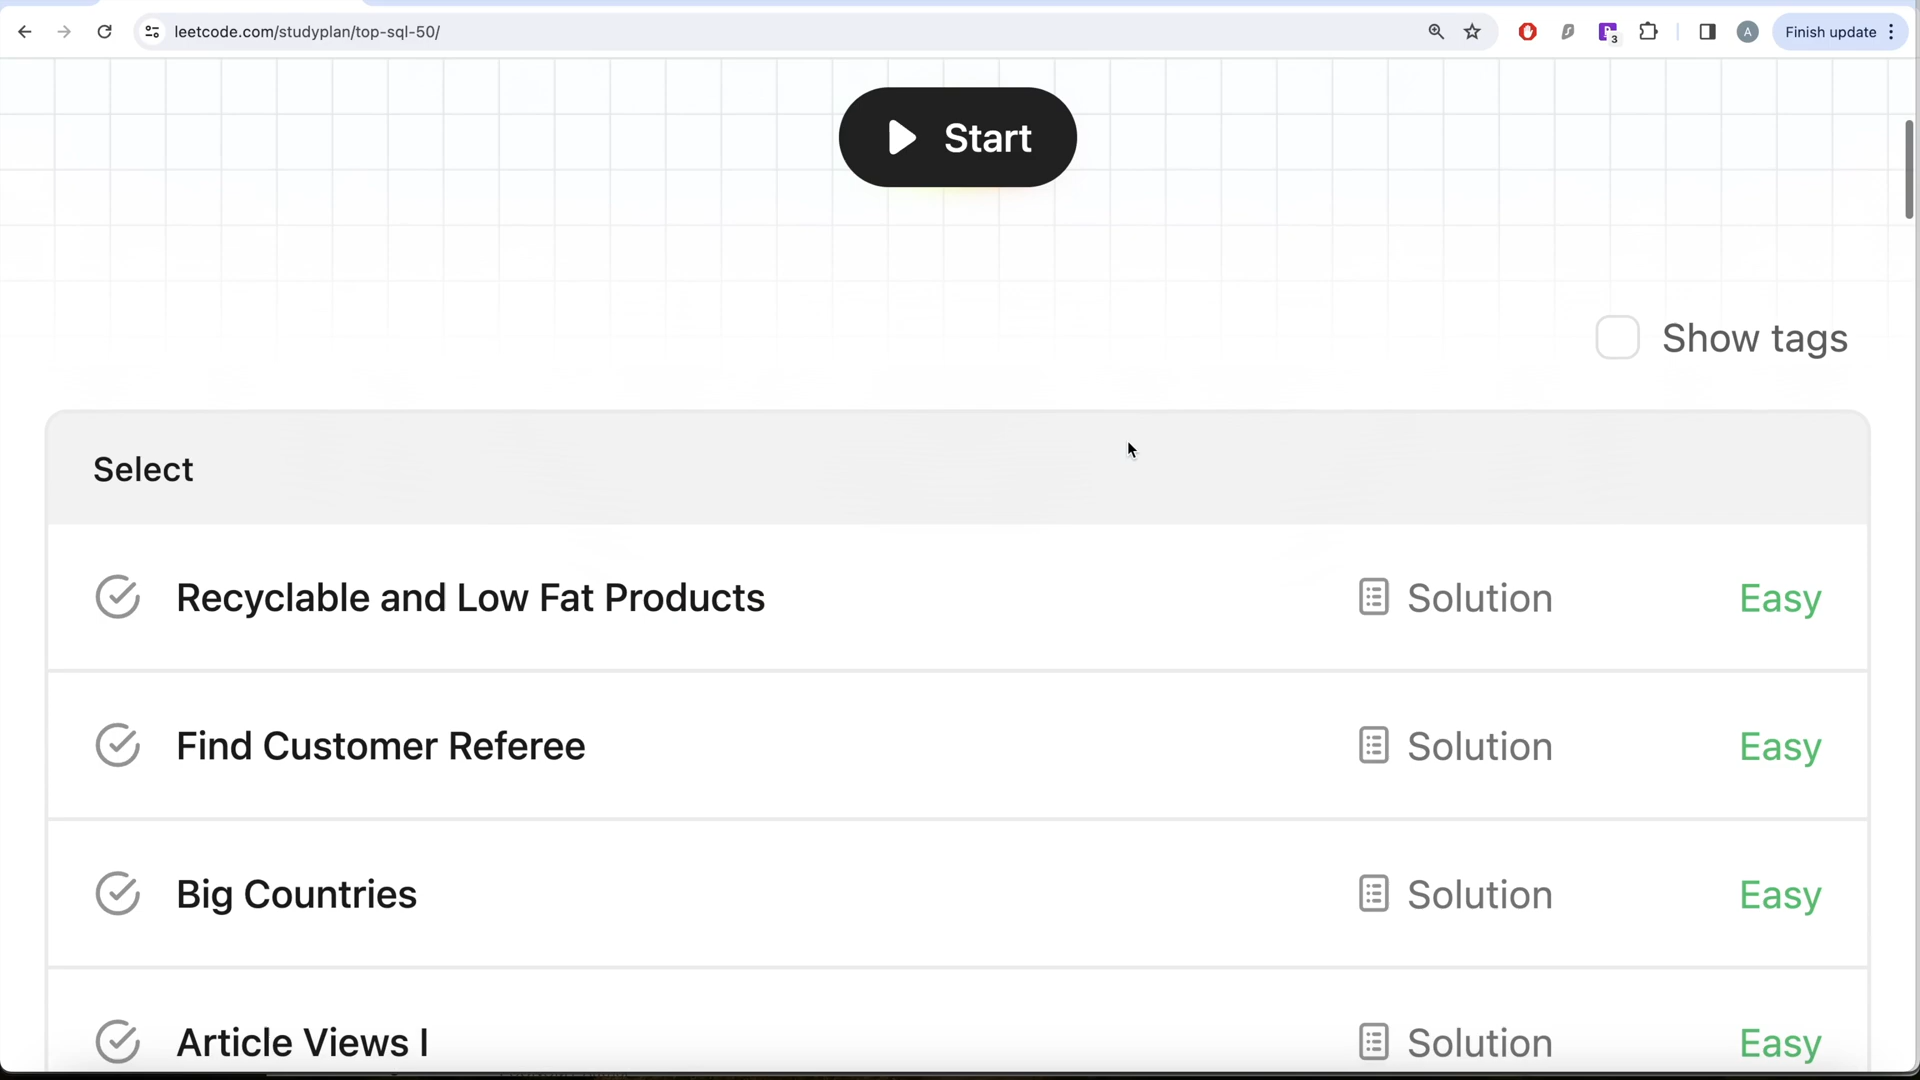 leetcode.com/studyplan/top-sql-50/
3
A
Finish update
Start
Show tags
Select
Recyclable and Low Fat Products Solution Easy
Find Customer Referee Solution Easy
Big Countries Solution Easy
Article Views I Solution Easy